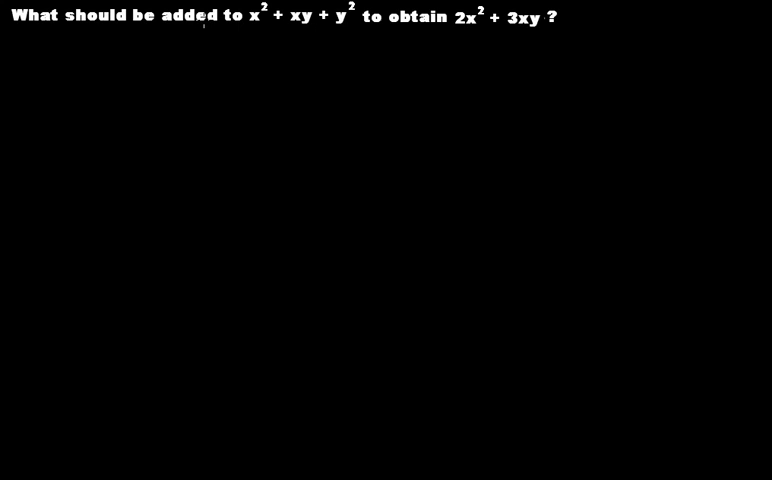 What should be added to x² + xy + y² to obtain 2x² + 3xy ?